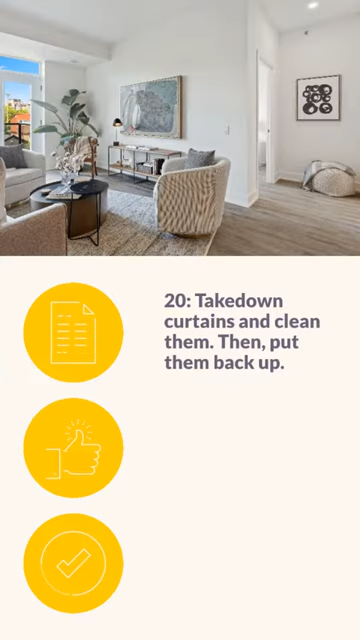 20: Takedown
curtains and clean
them. Then, put
them back up.